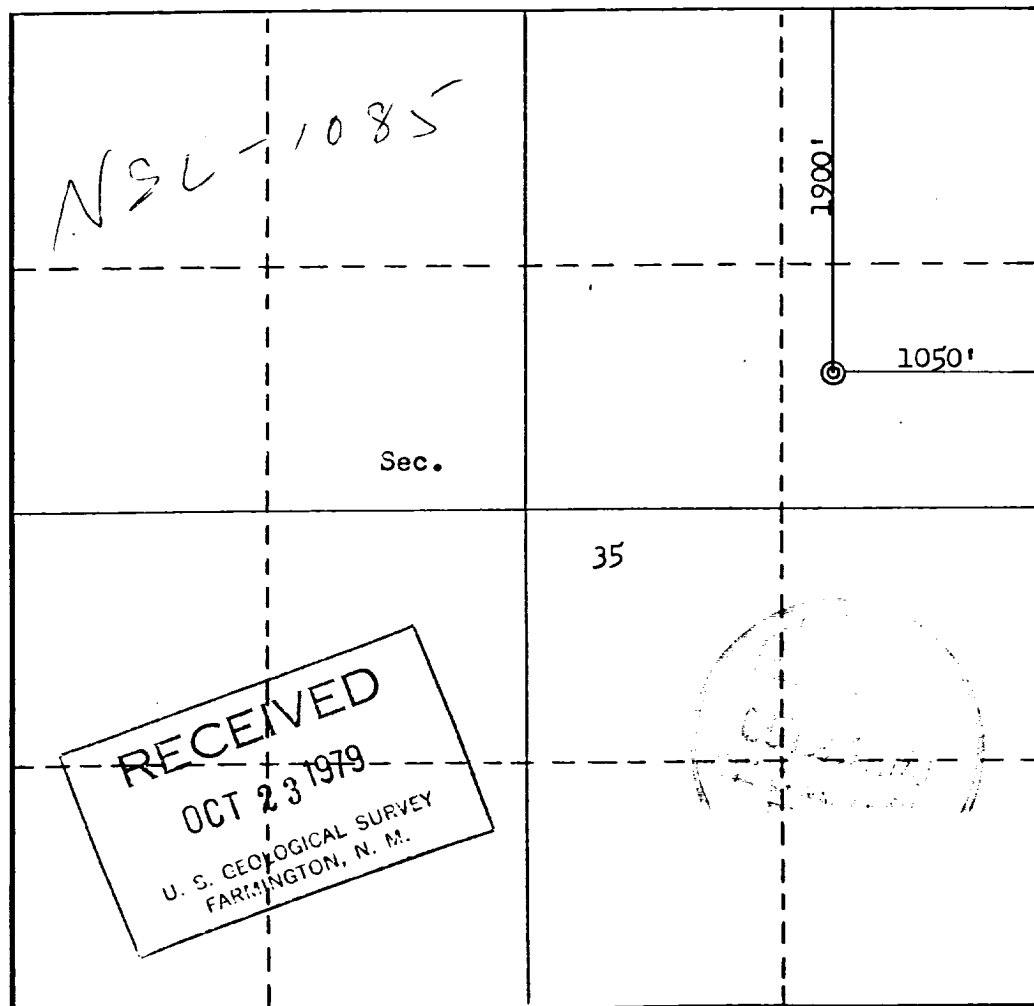 NSL-1085
1900'
1050'
Sec.
35
RECEIVED
OCT 23 1979
U. S. GEOLOGICAL SURVEY
FARMINGTON, N. M.